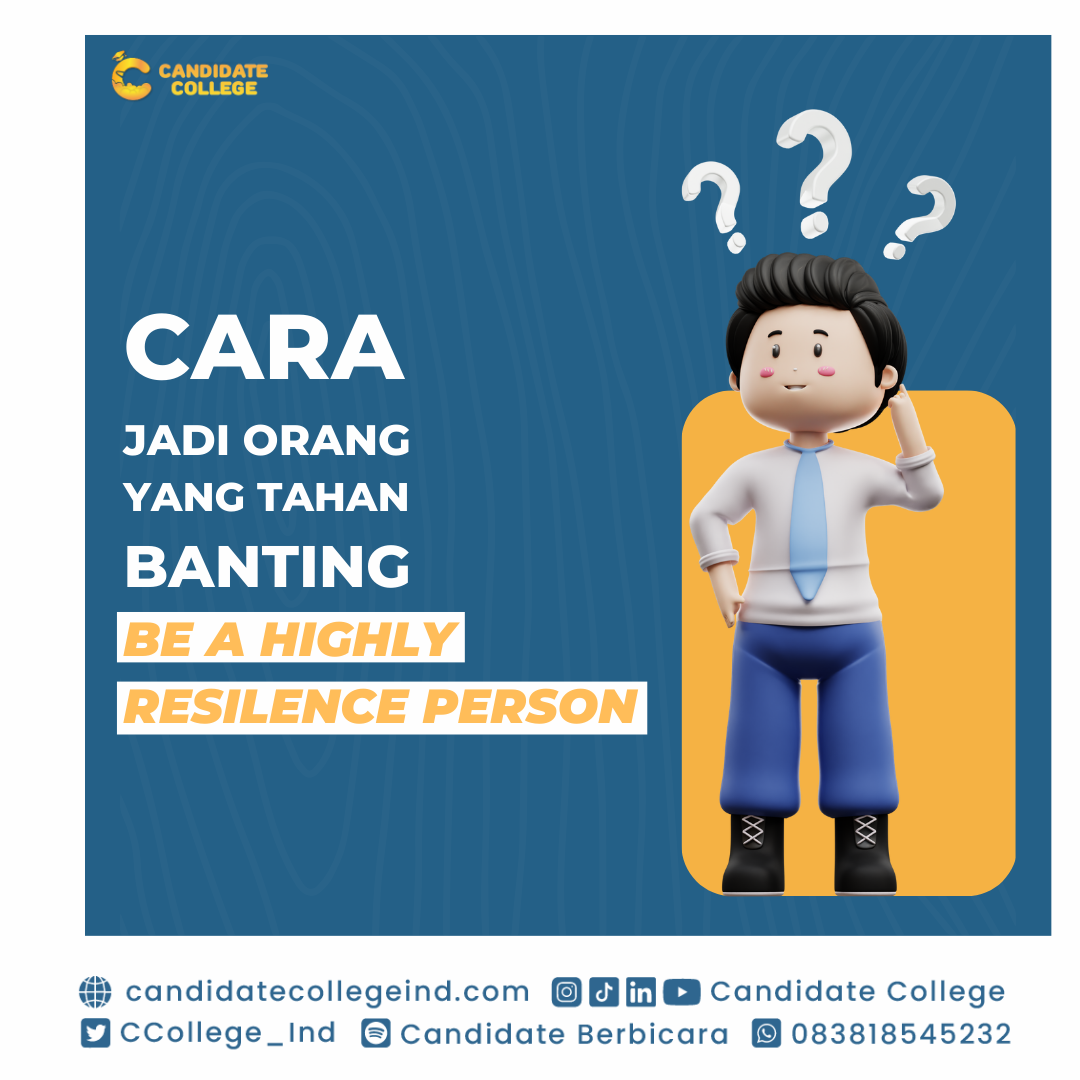 CANDIDATE
COLLEGE
CARA
JADI ORANG
YANG TAHAN
BANTING
BE A HIGHLY
RESILENCE PERSON
candidatecollegeind.com Candidate College
CCollege_Ind Candidate Berbicara 083818545232